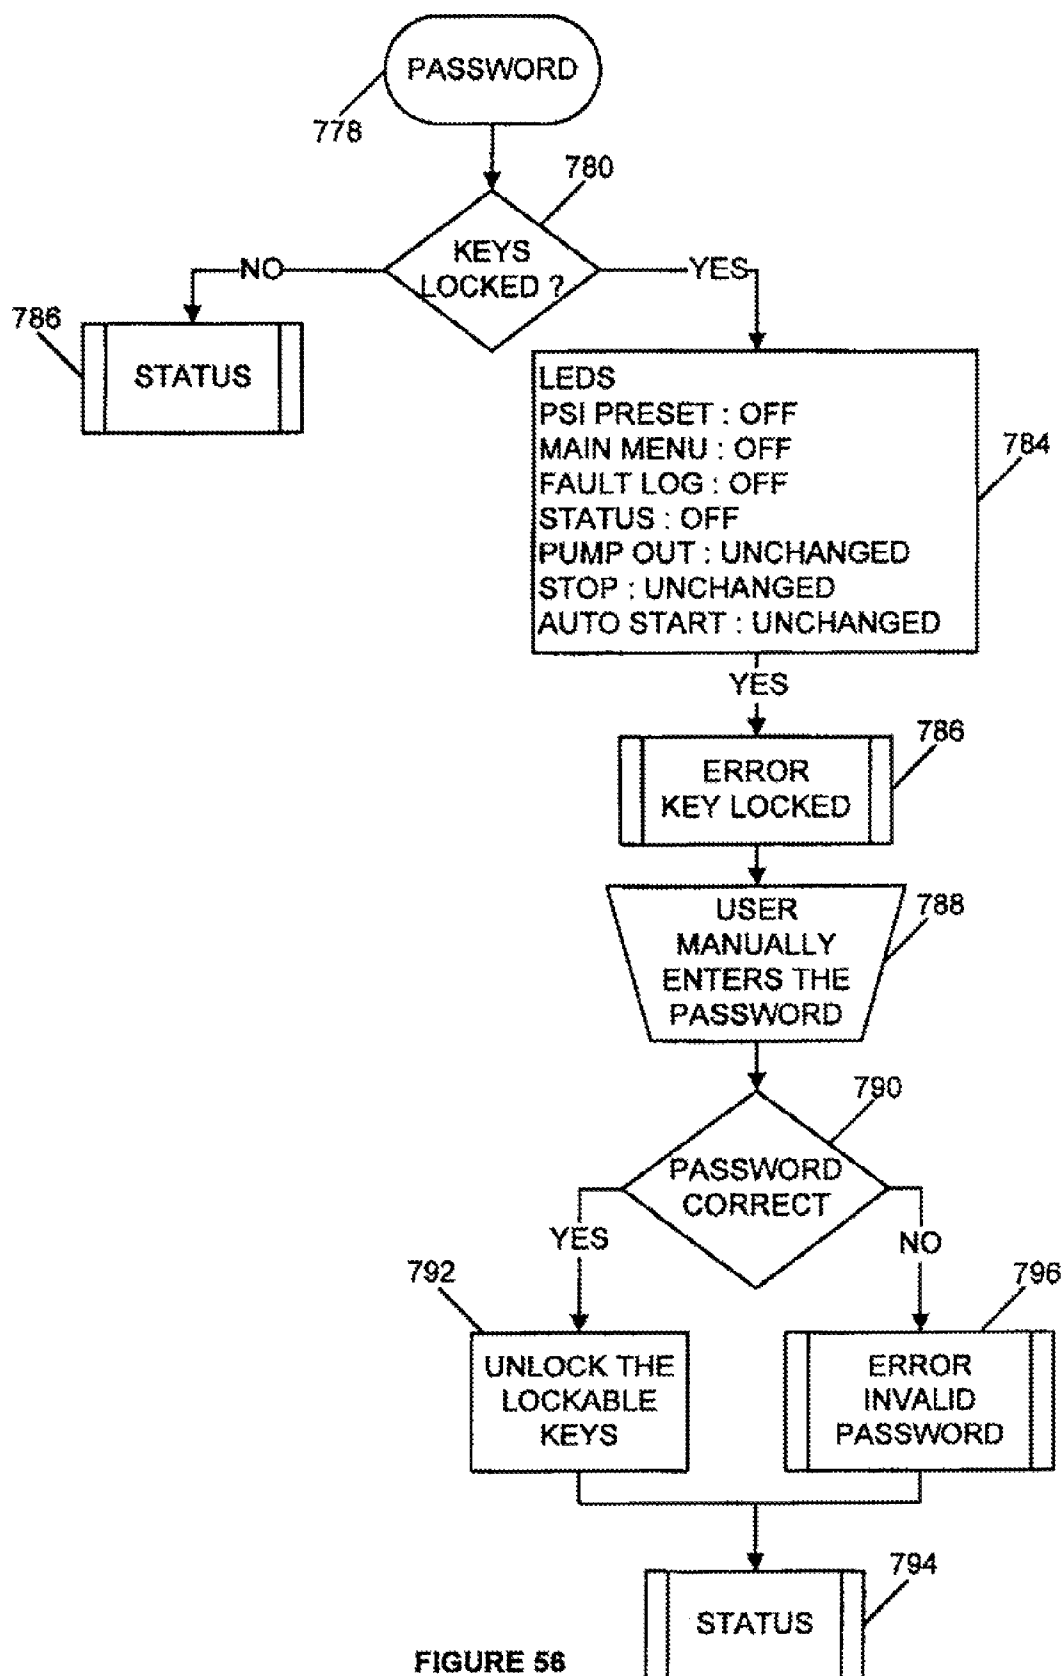 PASSWORD
778
780
KEYS
LOCKED ?
NO
YES
786
STATUS
LEDS
PSI PRESET : OFF
MAIN MENU : OFF
FAULT LOG : OFF
STATUS : OFF
PUMP OUT : UNCHANGED
STOP : UNCHANGED
AUTO START : UNCHANGED
784
YES
786
ERROR
KEY LOCKED
USER
MANUALLY
ENTERS THE
PASSWORD
788
790
PASSWORD
CORRECT
YES
NO
792
796
UNLOCK THE
LOCKABLE
KEYS
ERROR
INVALID
PASSWORD
794
STATUS
FIGURE 56